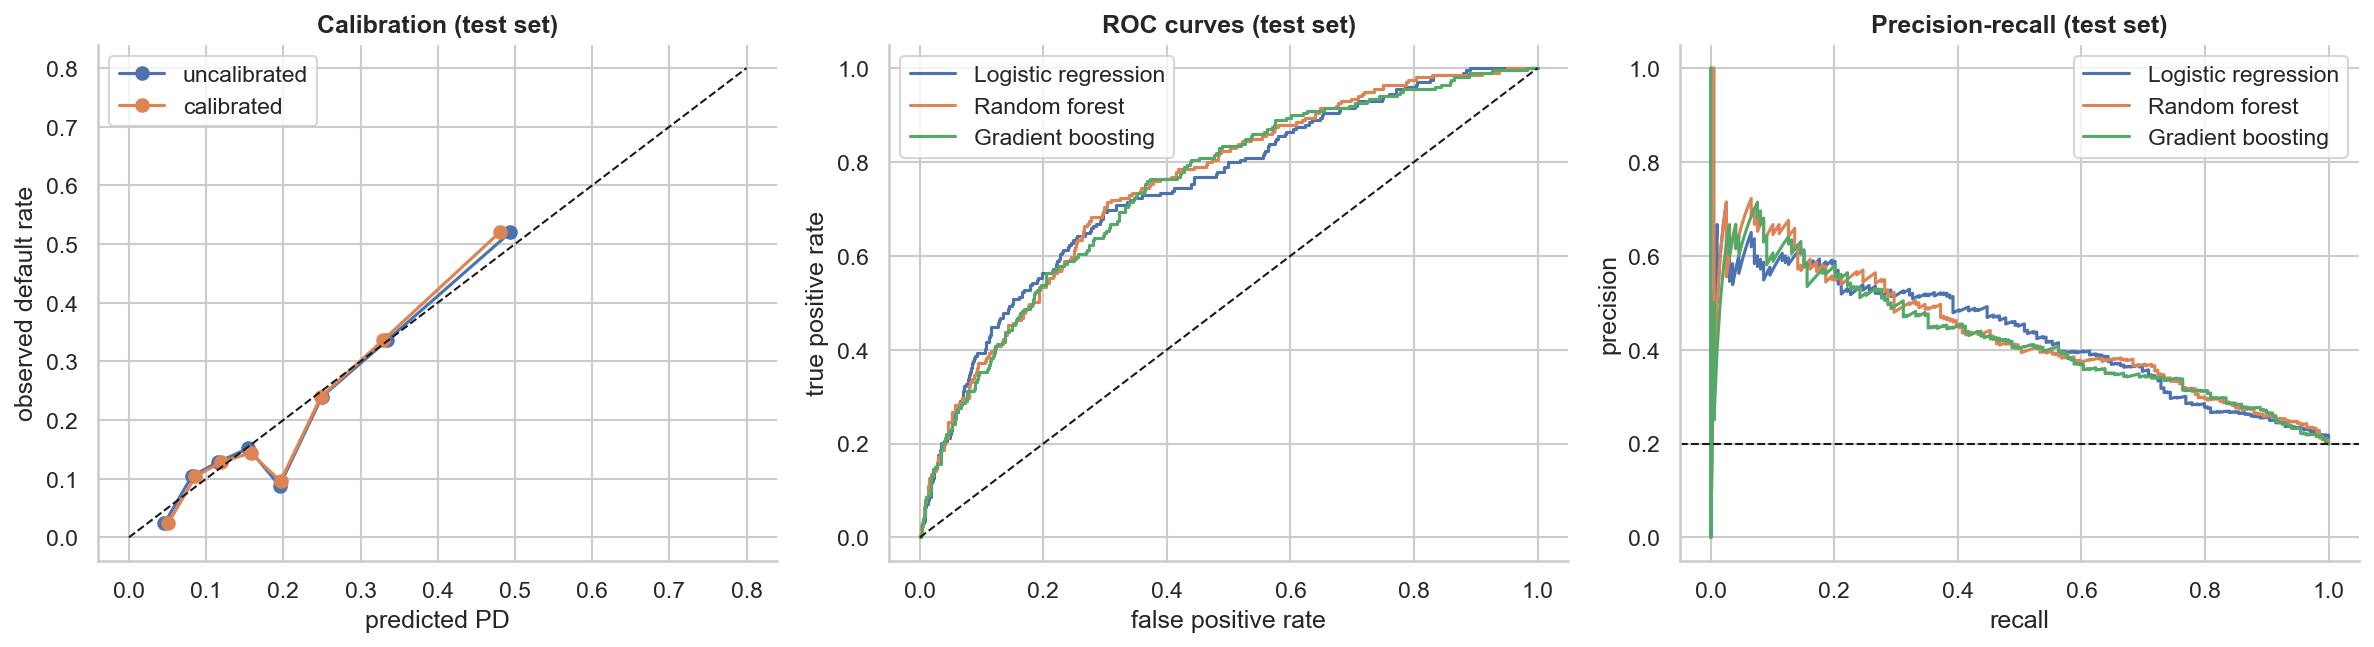 Calibration (test set)
uncalibrated
calibrated
0.8
0.7
0.6
0.5
0.4
0.3
0.2
0.1
0.0
observed default rate
0.0 0.1 0.2 0.3 0.4 0.5 0.6 0.7 0.8
predicted PD
ROC curves (test set)
Logistic regression
Random forest
Gradient boosting
1.0
0.8
0.6
0.4
0.2
0.0
true positive rate
0.0 0.2 0.4 0.6 0.8 1.0
false positive rate
Precision-recall (test set)
Logistic regression
Random forest
Gradient boosting
1.0
0.8
0.6
0.4
0.2
0.0
precision
0.0 0.2 0.4 0.6 0.8 1.0
recall